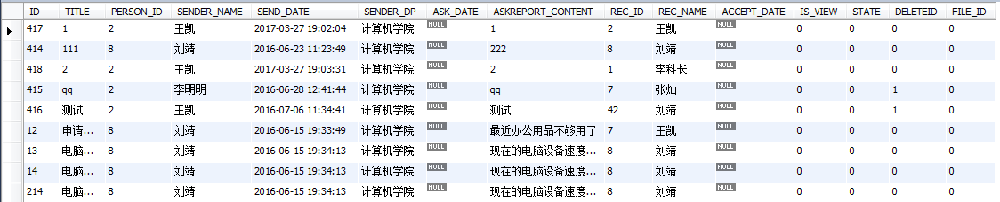 ID TITLE PERSON_ID SENDER_NAME SEND_DATE SENDER_DP ASK_DATE ASKREPORT_CONTENT REC_ID REC_NAME ACCEPT_DATE IS_VIEW STATE DELETEID FILE_ID
417 1 2 王凯 2017-03-27 19:02:04 计算机学院 NULL 1 2 王凯 NULL 0 0 0 0
414 111 8 刘靖 2016-06-23 11:23:49 计算机学院 NULL 222 8 刘靖 NULL 0 0 0 0
418 2 2 王凯 2017-03-27 19:03:31 计算机学院 NULL 2 1 李科长 NULL 0 0 0 0
415 qq 2 李明明 2016-06-28 12:41:44 计算机学院 NULL qq 7 张灿 NULL 0 0 1 0
416 测试 2 王凯 2016-07-06 11:34:41 计算机学院 NULL 测试 42 刘靖 NULL 0 0 1 0
12 申请... 8 刘靖 2016-06-15 19:33:49 计算机学院 NULL 最近办公用品不够用了 7 王凯 NULL 0 0 0 0
13 电脑... 8 刘靖 2016-06-15 19:34:13 计算机学院 NULL 现在的电脑设备速度... 8 刘靖 NULL 0 0 0 0
14 电脑... 8 刘靖 2016-06-15 19:34:13 计算机学院 NULL 现在的电脑设备速度... 8 刘靖 NULL 0 0 0 0
214 电脑... 8 刘靖 2016-06-15 19:34:13 计算机学院 NULL 现在的电脑设备速度... 8 刘靖 NULL 0 0 0 0